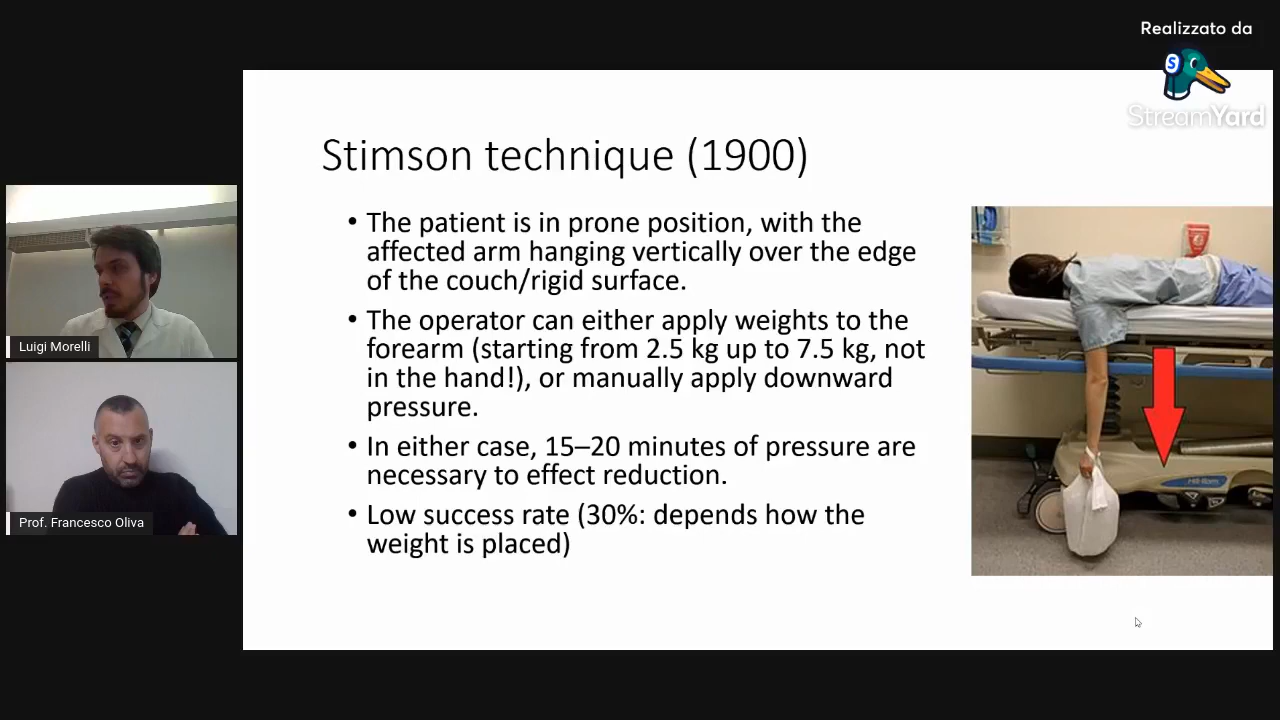 Realizzato da
StreamYard
Stimson technique (1900)
• The patient is in prone position, with the
affected arm hanging vertically over the edge
of the couch/rigid surface.
• The operator can either apply weights to the
forearm (starting from 2.5 kg up to 7.5 kg, not
in the hand!), or manually apply downward
pressure.
• In either case, 15–20 minutes of pressure are
necessary to effect reduction.
• Low success rate (30%: depends how the
weight is placed)
Luigi Morelli
Prof. Francesco Oliva